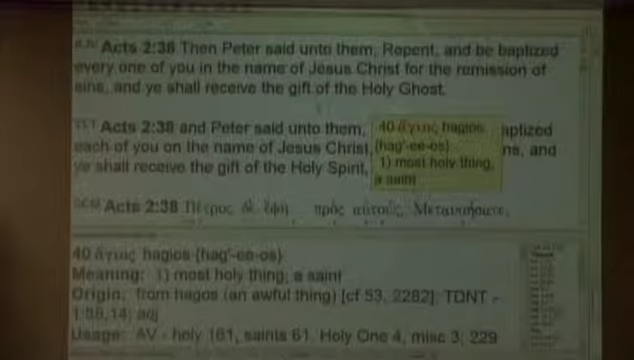 Acts 2:38 Then Peter said unto them, Repent, and be baptized
every one of you in the name of Jesus Christ for the remission of
sins, and ye shall receive the gift of the Holy Ghost.
Acts 2:38 and Peter said unto them, aptized
each of you on the name of Jesus Christ, ns, and
ye shall receive the gift of the Holy Spirit,
40 ἅγιος hagios
(hag'-ee-os)
1) most holy thing,
a saint
Acts 2:38 Πέτρος δὲ ἔφη πρὸς αὐτούς, Μετανοήσατε,
40 ἅγιος hagios {hag'-ee-os}
Meaning: 1) most holy thing, a saint
Origin: from hagos (an awful thing) [cf 53, 2282]; TDNT -
1:88,14; adj
Usage: AV - holy 161, saints 61, Holy One 4, misc 3; 229